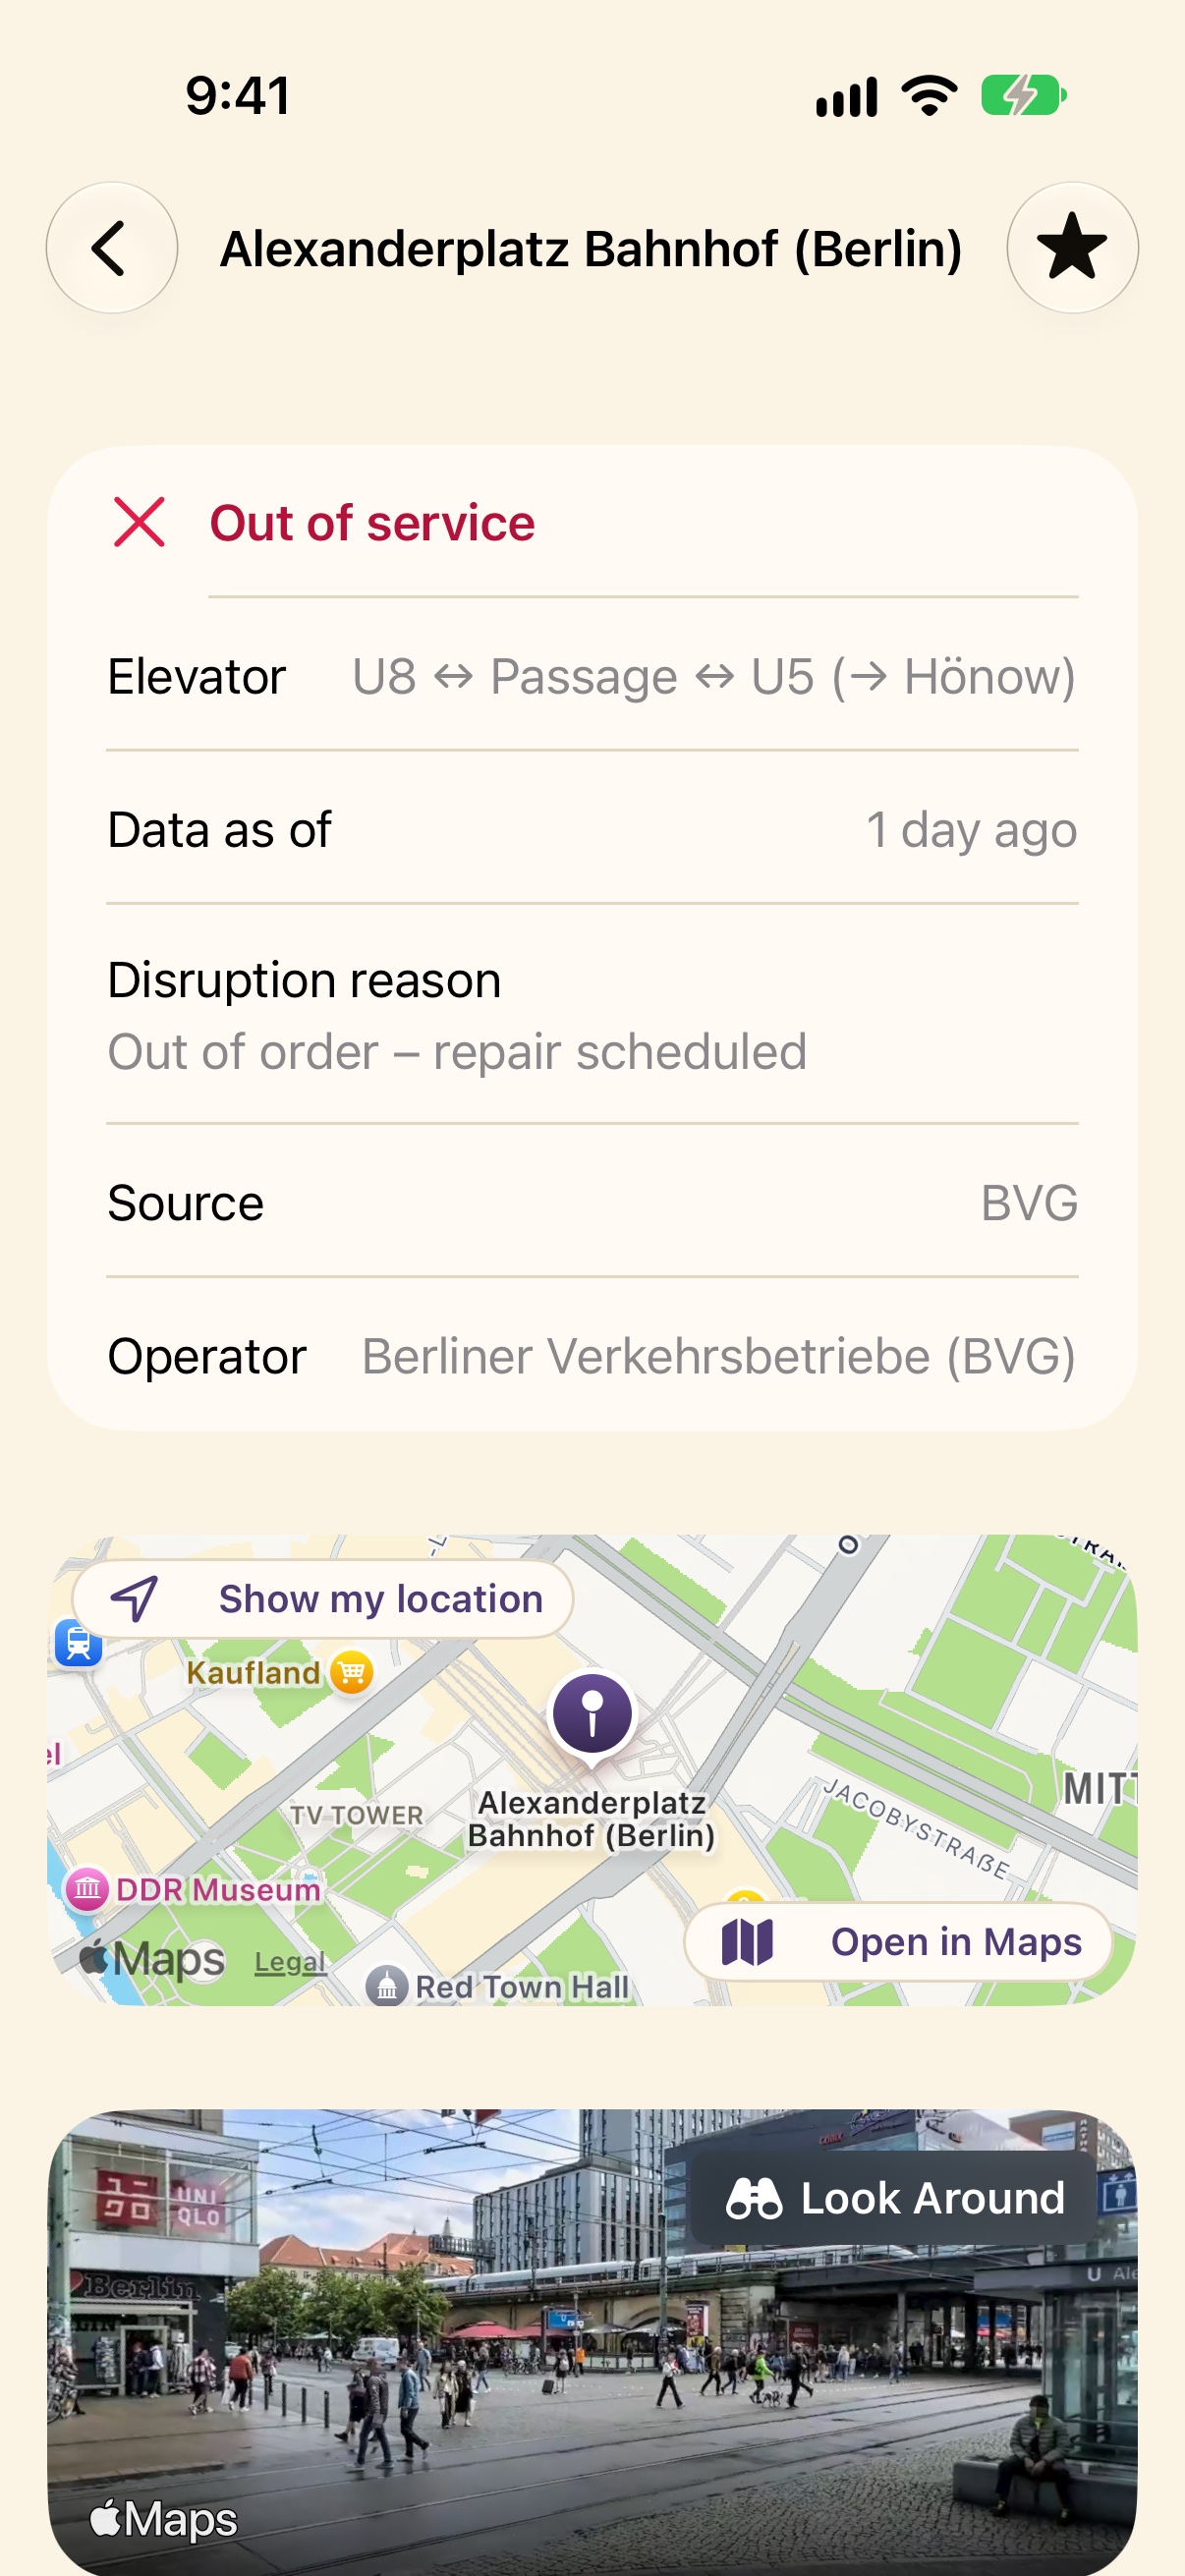 9:41
Alexanderplatz Bahnhof (Berlin)
Out of service
Elevator U8 ↔ Passage ↔ U5 (→ Hönow)
Data as of 1 day ago
Disruption reason
Out of order – repair scheduled
Source BVG
Operator Berliner Verkehrsbetriebe (BVG)
Show my location
Kaufland
TV TOWER
Alexanderplatz
Bahnhof (Berlin)
JACOBYSTRAẞE
DDR Museum
Maps Legal
Open in Maps
Red Town Hall
Look Around
UNI
QLO
Berlin
U
Maps